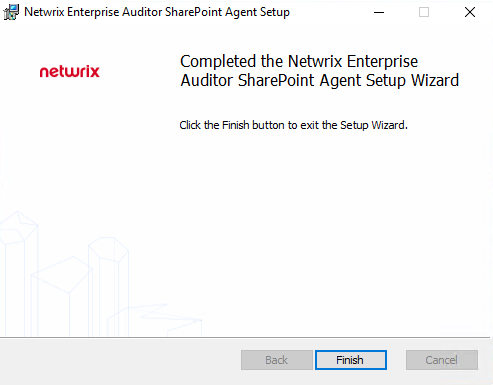 Netwrix Enterprise Auditor SharePoint Agent Setup
netwrix
Completed the Netwrix Enterprise
Auditor SharePoint Agent Setup Wizard
Click the Finish button to exit the Setup Wizard.
Back
Finish
Cancel